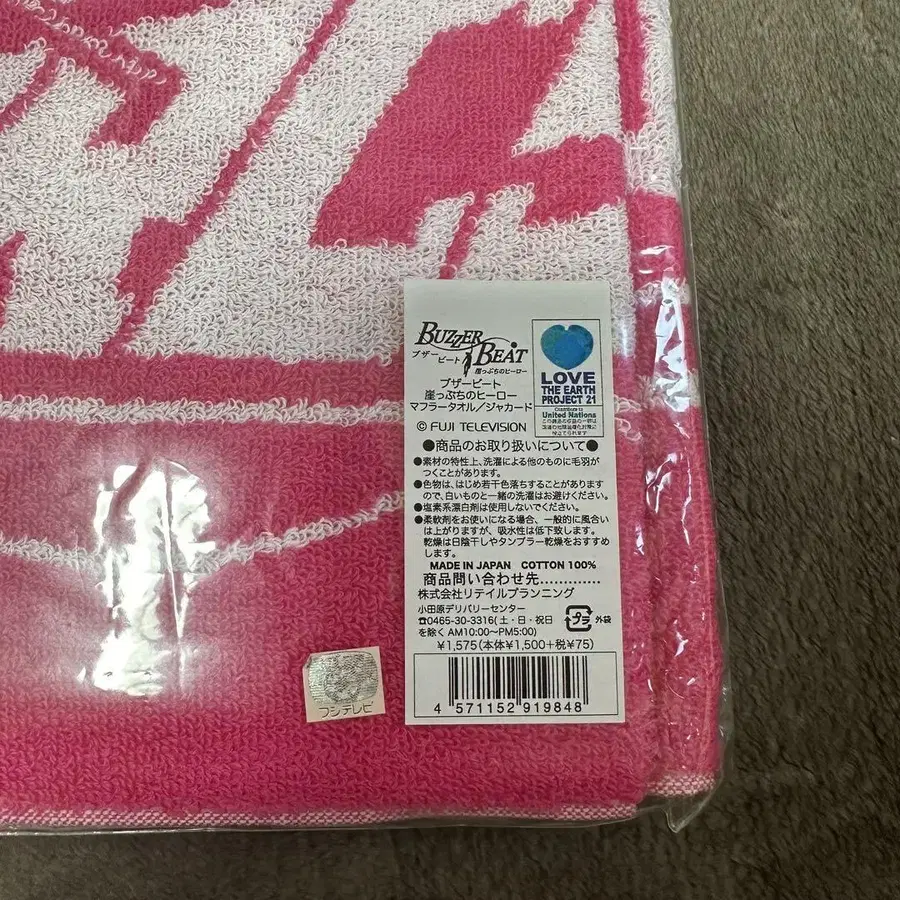 BUZZER BEAT
ブザービート
崖っぷちのヒーロー
ブザービート
崖っぷちのヒーロー
マフラータオル／ジャカード
© FUJI TELEVISION
LOVE
THE EARTH
PROJECT 21
Contribute to
United Nations
●商品のお取り扱いについて●
●素材の特性上、洗濯による他のものに毛羽が
つくことがあります。
●色物は、はじめ若干色落ちすることがあります
ので、白いものと一緒の洗濯はお避けください。
●塩素系漂白剤は使用しないでください。
●柔軟剤をお使いになる場合、一般的に風合い
は上がりますが、吸水性は低下致します。
乾燥は日陰干しやタンブラー乾燥をおすすめ
します。
MADE IN JAPAN COTTON 100%
商品問い合わせ先.............
株式会社リテイルプランニング
小田原デリバリーセンター
☎0465-30-3316(土・日・祝日
を除く AM10:00～PM5:00)
プラ 外袋
￥1,575(本体￥1,500+税￥75)
4 571152 919848
フジテレビ